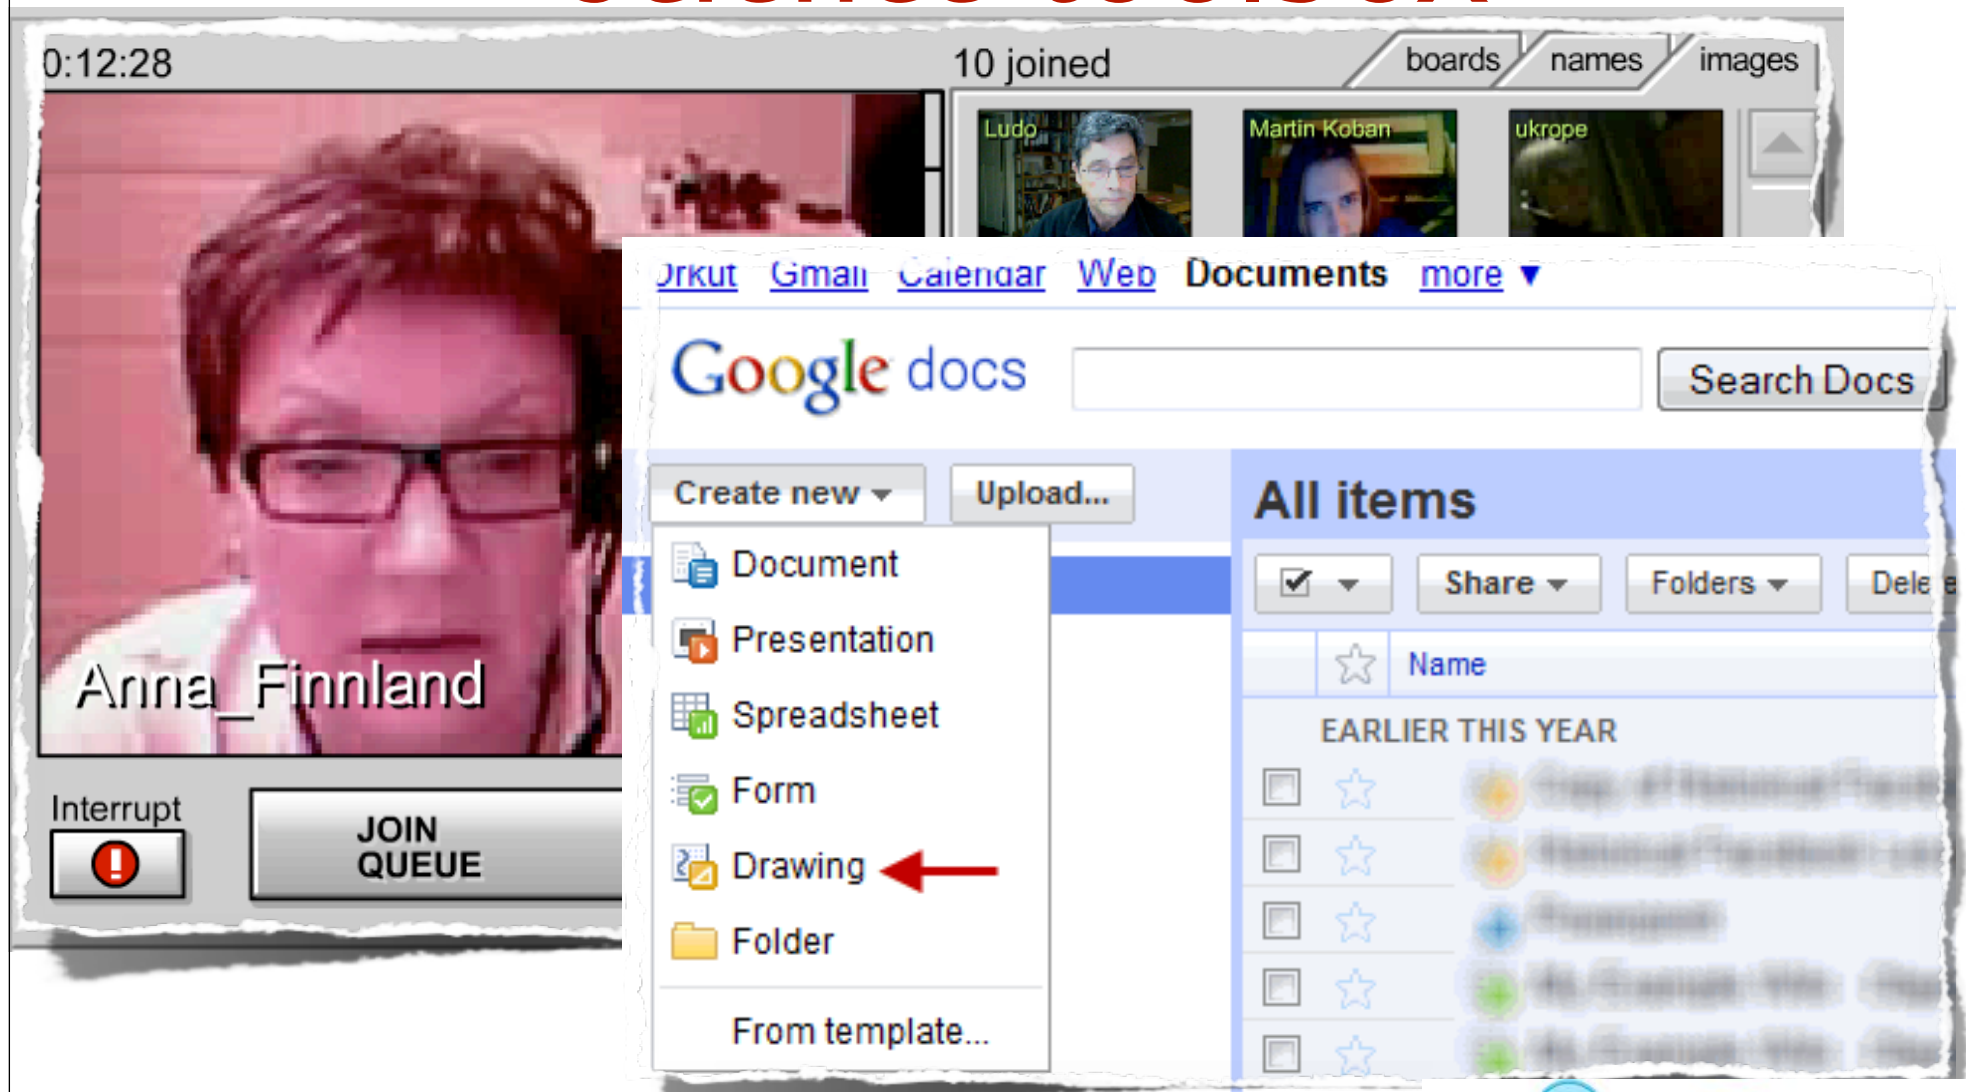 0:12:28
10 joined
boards names images
Ludo
Martin Koban
ukrope
Anna_Finnland
Interrupt
JOIN
QUEUE
Orkut Gmail Calendar Web Documents more ▼
Google docs
Search Docs
Create new
Upload...
Document
Presentation
Spreadsheet
Form
Drawing
Folder
From template...
All items
Share
Folders
Delete
Name
EARLIER THIS YEAR